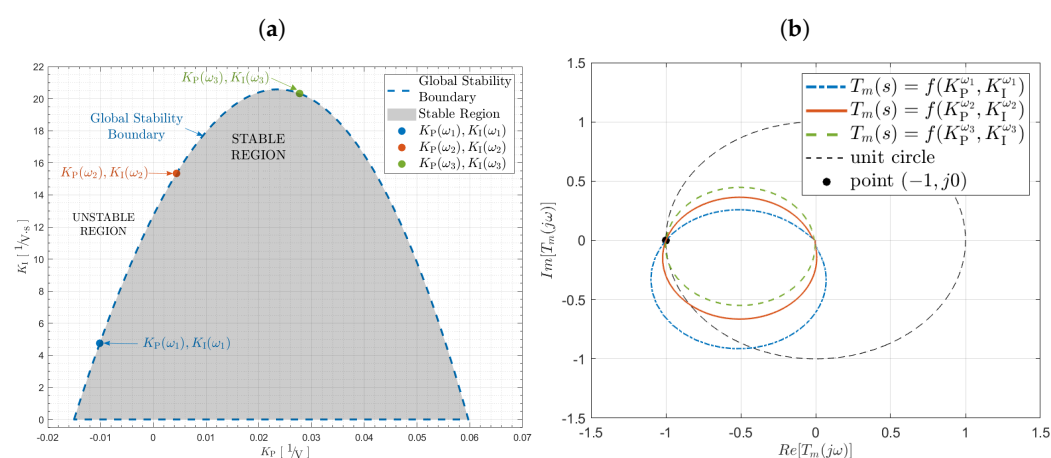 (a)
K_P(ω_3), K_I(ω_3)
Global Stability
Boundary
STABLE
REGION
K_P(ω_2), K_I(ω_2)
UNSTABLE
REGION
K_P(ω_1), K_I(ω_1)
Global Stability
Boundary
Stable Region
K_P(ω_1), K_I(ω_1)
K_P(ω_2), K_I(ω_2)
K_P(ω_3), K_I(ω_3)
K_I [ 1/V·s ]
22
20
18
16
14
12
10
8
6
4
2
0
-0.02 -0.01 0 0.01 0.02 0.03 0.04 0.05 0.06 0.07
K_P [ 1/V ]
(b)
T_m(s) = f(K_P^{ω_1}, K_I^{ω_1})
T_m(s) = f(K_P^{ω_2}, K_I^{ω_2})
T_m(s) = f(K_P^{ω_3}, K_I^{ω_3})
unit circle
point (−1, j0)
Im[T_m(jω)]
1.5
1
0.5
0
-0.5
-1
-1.5
-1.5 -1 -0.5 0 0.5 1 1.5
Re[T_m(jω)]